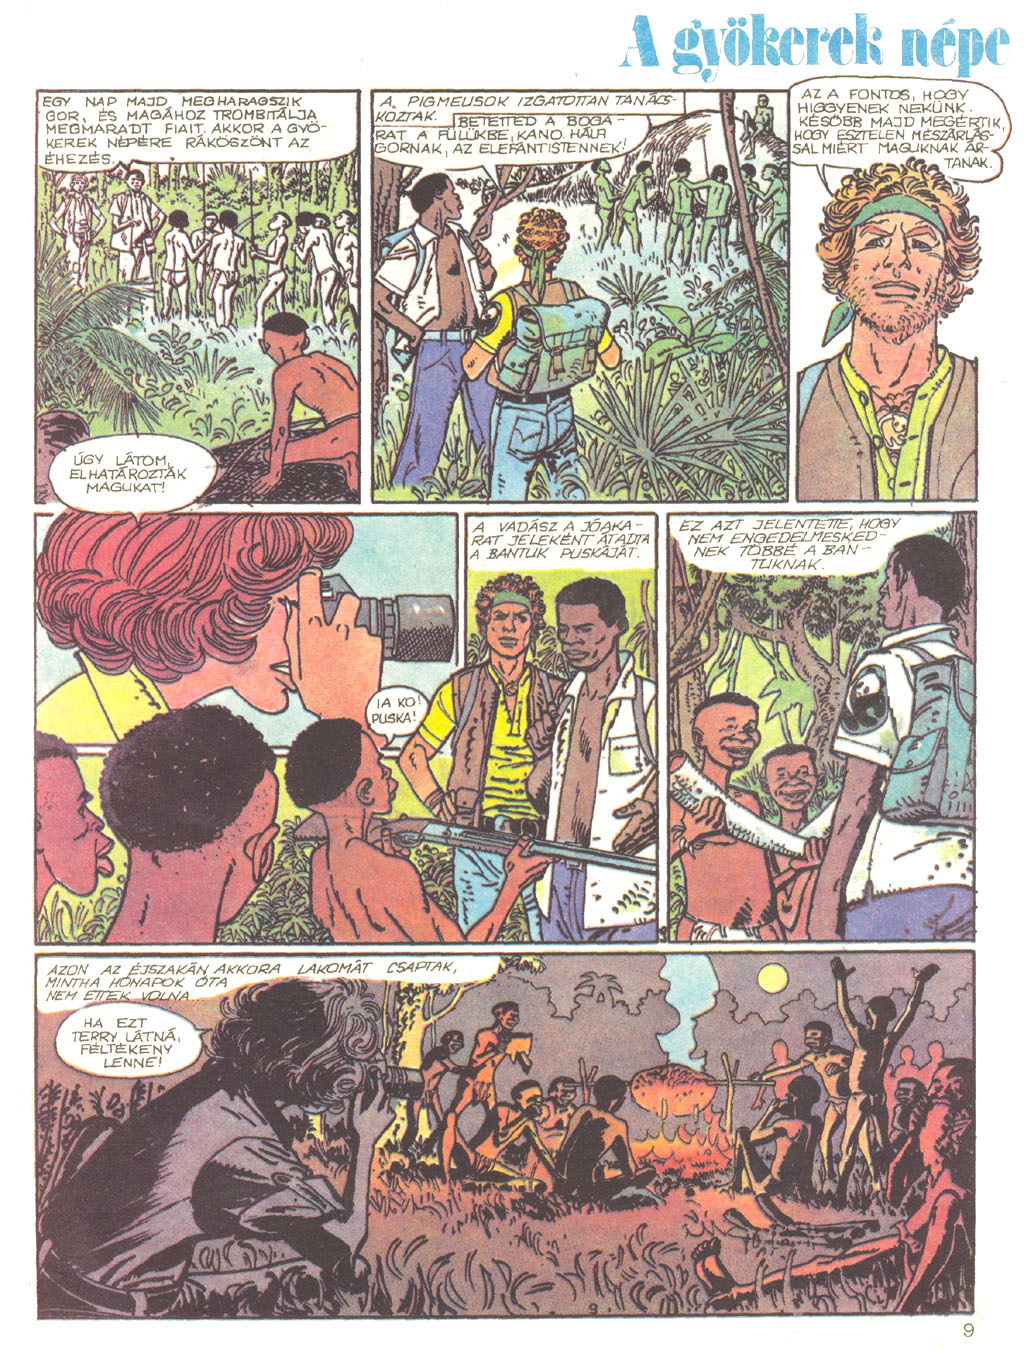 A gyökerek népe
EGY NAP MAJD MEGHARAGSZIK
GOR, ÉS MAGÁHOZ TROMBITÁLJA
MEGMARADT FIAIT. AKKOR A GYÖ-
KEREK NÉPÉRE RÁKÖSZÖNT AZ
ÉHEZÉS.
A PIGMEUSOK IZGATOTTAN TANÁCS-
KOZTAK.
BETETTED A BOGA-
RAT A FÜLÜKBE, KANO. HÁLA
GORNAK, AZ ELEFÁNTISTENNEK!
AZ A FONTOS, HOGY
HIGGYENEK NEKÜNK.
KÉSŐBB MAJD MEGÉRTIK,
HOGY ESZTELEN MÉSZÁRLÁS-
SAL MIÉRT MAGUKNAK ÁR-
TANAK.
ÚGY LÁTOM,
ELHATÁROZTÁK
MAGUKAT!
IA KO!
PUSKA!
A VADÁSZ A JÓAKA-
RAT JELEKÉNT ÁTADTA
A BANTUK PUSKÁJÁT.
EZ AZT JELENTETTE, HOGY
NEM ENGEDELMESKED-
NEK TÖBBÉ A BAN-
TUKNAK.
AZON AZ ÉJSZAKÁN AKKORA LAKOMÁT CSAPTAK,
MINTHA HÓNAPOK ÓTA
NEM ETTEK VOLNA...
HA EZT
TERRY LÁTNÁ,
FÉLTÉKENY
LENNE!
9
9